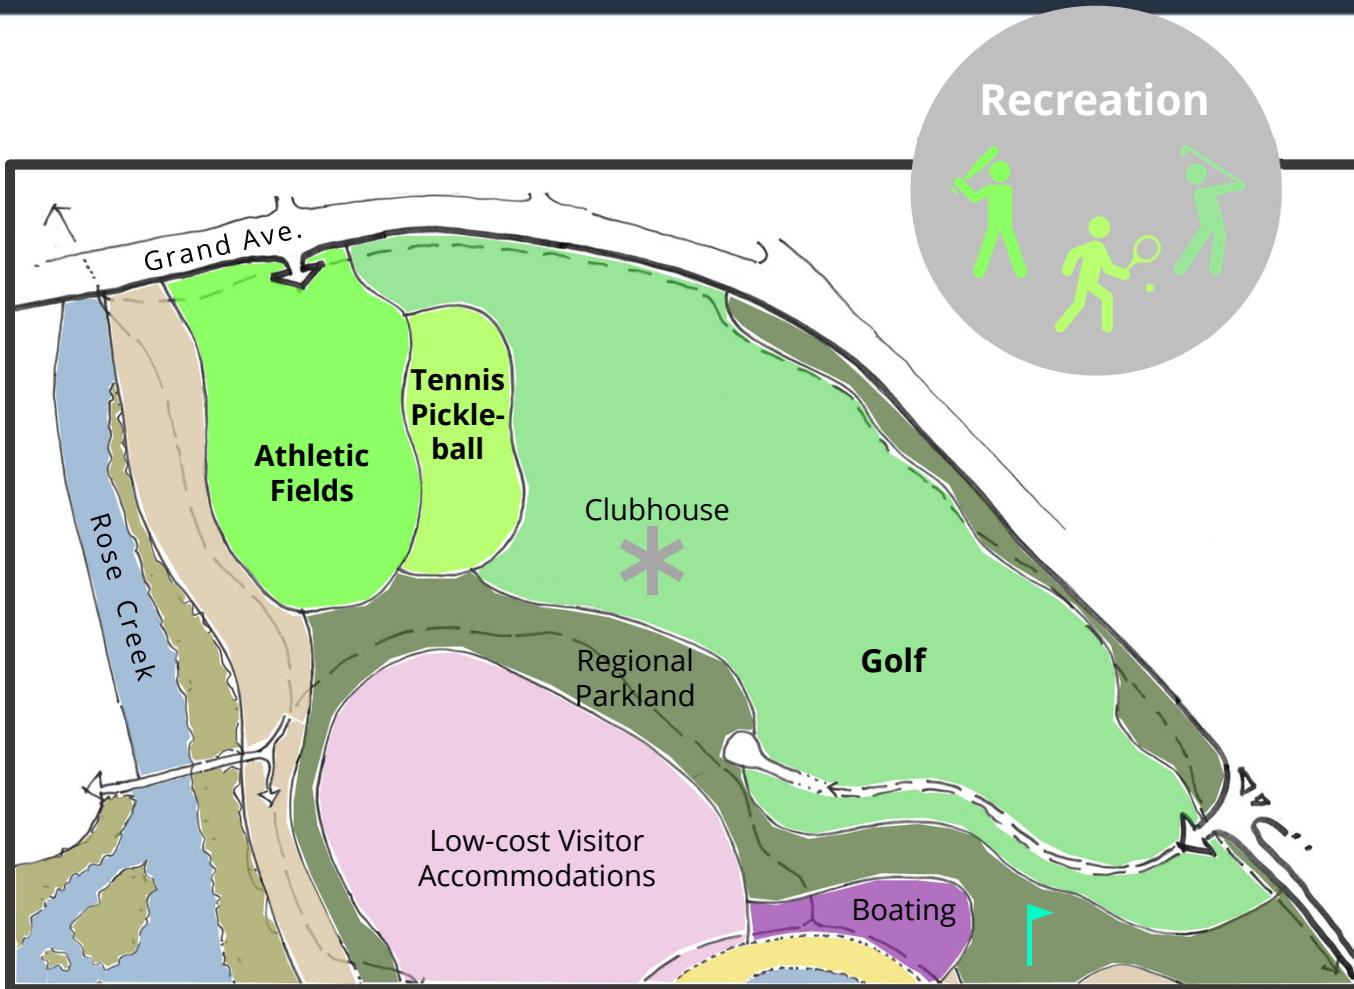 Recreation
Grand Ave.
Tennis
Pickle-
ball
Athletic
Fields
Clubhouse
Rose Creek
Regional
Parkland
Golf
Low-cost Visitor
Accommodations
Boating